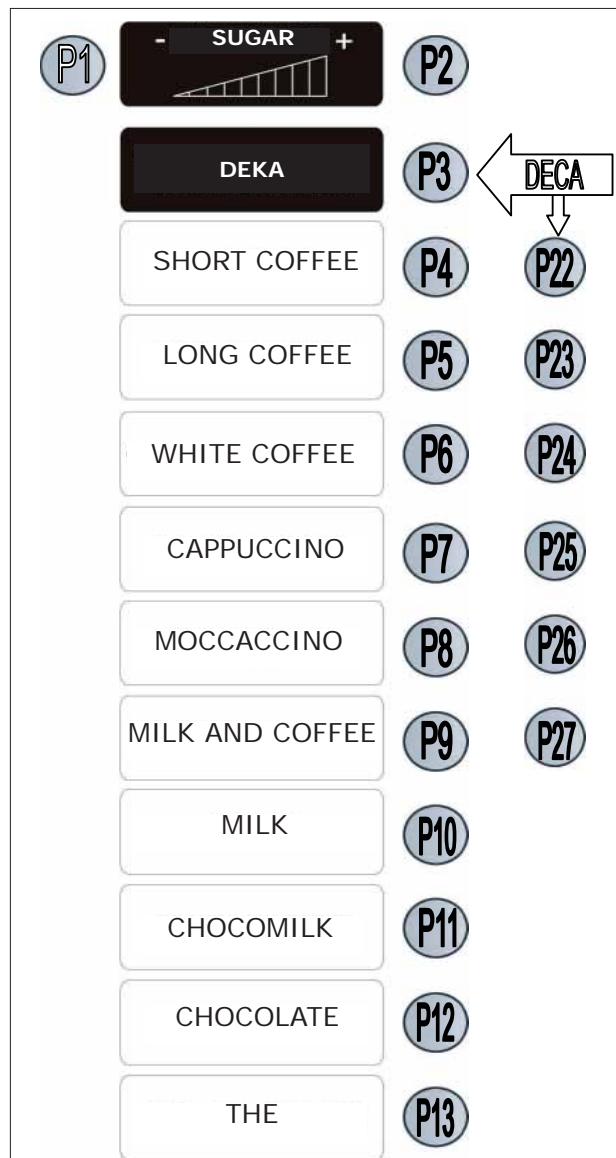 P1 - SUGAR + P2
DEKA P3 DECA
SHORT COFFEE P4 P22
LONG COFFEE P5 P23
WHITE COFFEE P6 P24
CAPPUCCINO P7 P25
MOCCACCINO P8 P26
MILK AND COFFEE P9 P27
MILK P10
CHOCOMILK P11
CHOCOLATE P12
THE P13